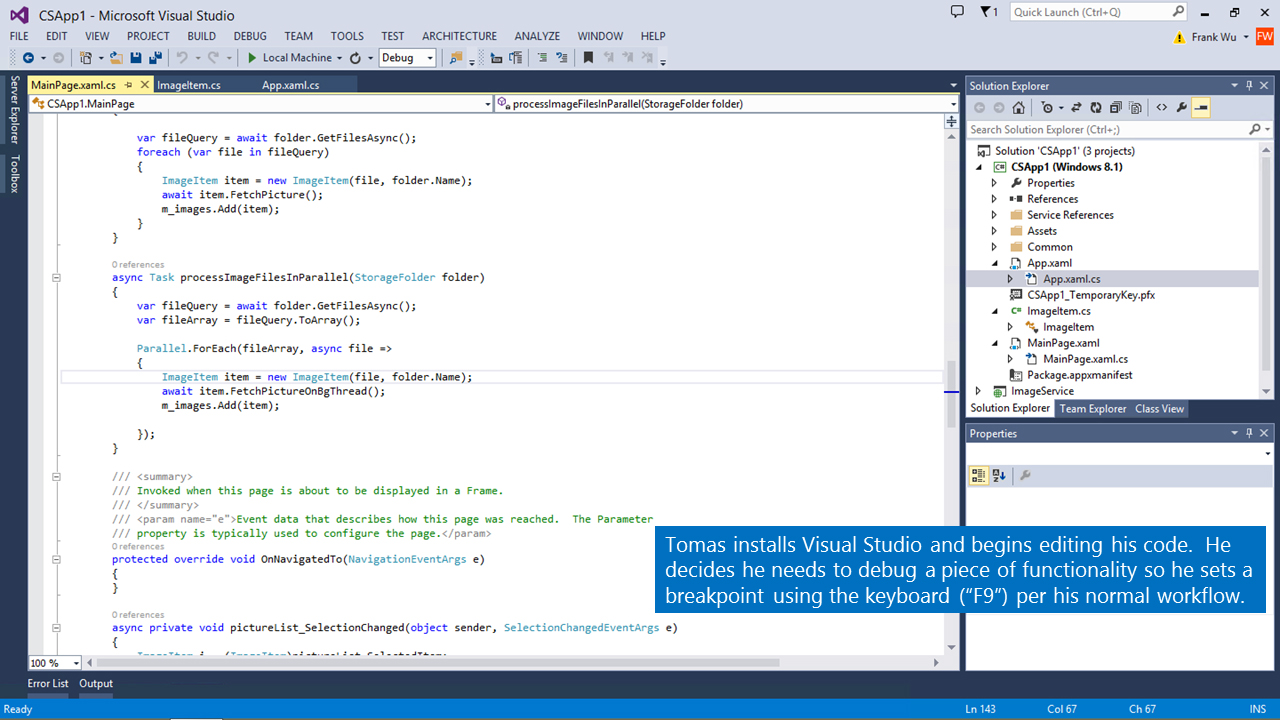 CSApp1 - Microsoft Visual Studio
1
Quick Launch (Ctrl+Q)
FILE EDIT VIEW PROJECT BUILD DEBUG TEAM TOOLS TEST ARCHITECTURE ANALYZE WINDOW HELP
Frank Wu FW
Local Machine Debug
Server Explorer
Toolbox
MainPage.xaml.cs ImageItem.cs App.xaml.cs
CSApp1.MainPage processImageFilesInParallel(StorageFolder folder)
{
var fileQuery = await folder.GetFilesAsync();
foreach (var file in fileQuery)
{
ImageItem item = new ImageItem(file, folder.Name);
await item.FetchPicture();
m_images.Add(item);
}
}
0 references
async Task processImageFilesInParallel(StorageFolder folder)
{
var fileQuery = await folder.GetFilesAsync();
var fileArray = fileQuery.ToArray();
Parallel.ForEach(fileArray, async file =>
{
ImageItem item = new ImageItem(file, folder.Name);
await item.FetchPictureOnBgThread();
m_images.Add(item);
});
}
/// <summary>
/// Invoked when this page is about to be displayed in a Frame.
/// </summary>
/// <param name="e">Event data that describes how this page was reached.  The Parameter
/// property is typically used to configure the page.</param>
0 references
protected override void OnNavigatedTo(NavigationEventArgs e)
{
}
0 references
async private void pictureList_SelectionChanged(object sender, SelectionChangedEventArgs e)
{
100 %
Error List Output
Solution Explorer
Search Solution Explorer (Ctrl+;)
Solution 'CSApp1' (3 projects)
CSApp1 (Windows 8.1)
Properties
References
Service References
Assets
Common
App.xaml
App.xaml.cs
CSApp1_TemporaryKey.pfx
ImageItem.cs
ImageItem
MainPage.xaml
MainPage.xaml.cs
Package.appxmanifest
ImageService
Solution Explorer Team Explorer Class View
Properties
Tomas installs Visual Studio and begins editing his code.  He
decides he needs to debug a piece of functionality so he sets a
breakpoint using the keyboard (“F9”) per his normal workflow.
Ready Ln 143 Col 67 Ch 67 INS